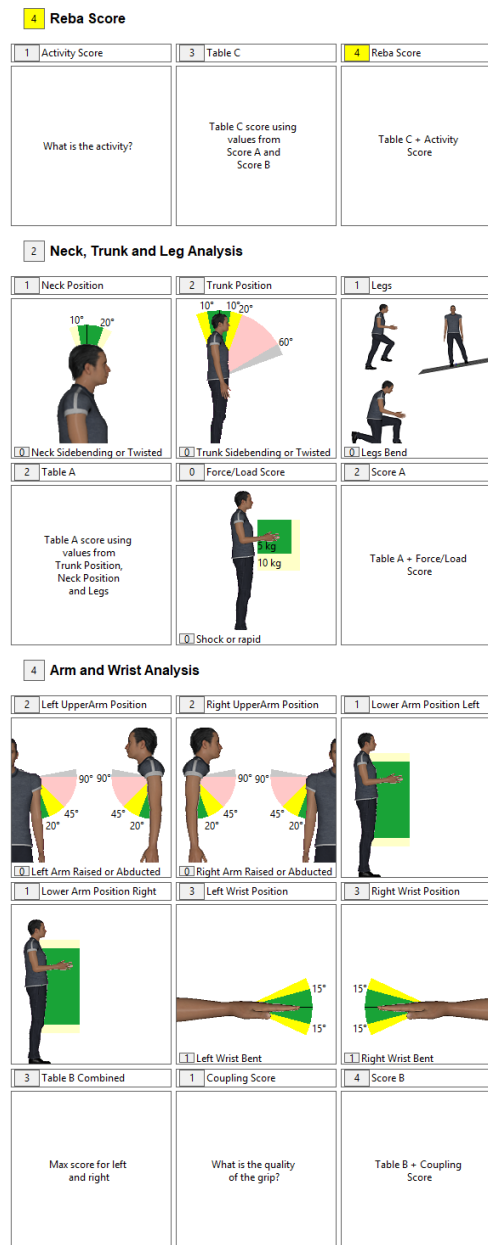 4 Reba Score
1 Activity Score
3 Table C
4 Reba Score
What is the activity?
Table C score using
values from
Score A and
Score B
Table C + Activity
Score
2 Neck, Trunk and Leg Analysis
1 Neck Position
2 Trunk Position
1 Legs
10° 20°
10° 10° 20°
60°
0 Neck Sidebending or Twisted
0 Trunk Sidebending or Twisted
0 Legs Bend
2 Table A
0 Force/Load Score
2 Score A
Table A score using
values from
Trunk Position,
Neck Position
and Legs
5 kg
10 kg
Table A + Force/Load
Score
0 Shock or rapid
4 Arm and Wrist Analysis
2 Left UpperArm Position
2 Right UpperArm Position
1 Lower Arm Position Left
90° 90°
45° 45°
20° 20°
90° 90°
45° 45°
20° 20°
0 Left Arm Raised or Abducted
0 Right Arm Raised or Abducted
1 Lower Arm Position Right
3 Left Wrist Position
3 Right Wrist Position
15°
15°
15°
15°
1 Left Wrist Bent
1 Right Wrist Bent
3 Table B Combined
1 Coupling Score
4 Score B
Max score for left
and right
What is the quality
of the grip?
Table B + Coupling
Score